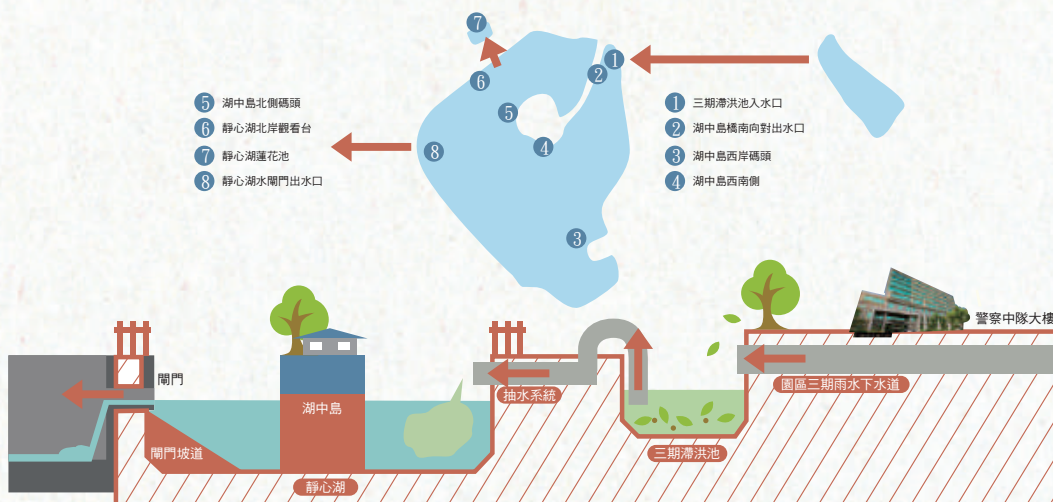 7
1
2
6
5
4
8
3
5 湖中島北側碼頭
6 靜心湖北岸觀看台
7 靜心湖蓮花池
8 靜心湖水閘門出水口
1 三期滯洪池入水口
2 湖中島橋南向對出水口
3 湖中島西岸碼頭
4 湖中島西南側
警察中隊大樓
閘門
園區三期雨水下水道
抽水系統
湖中島
閘門坡道
三期滯洪池
靜心湖